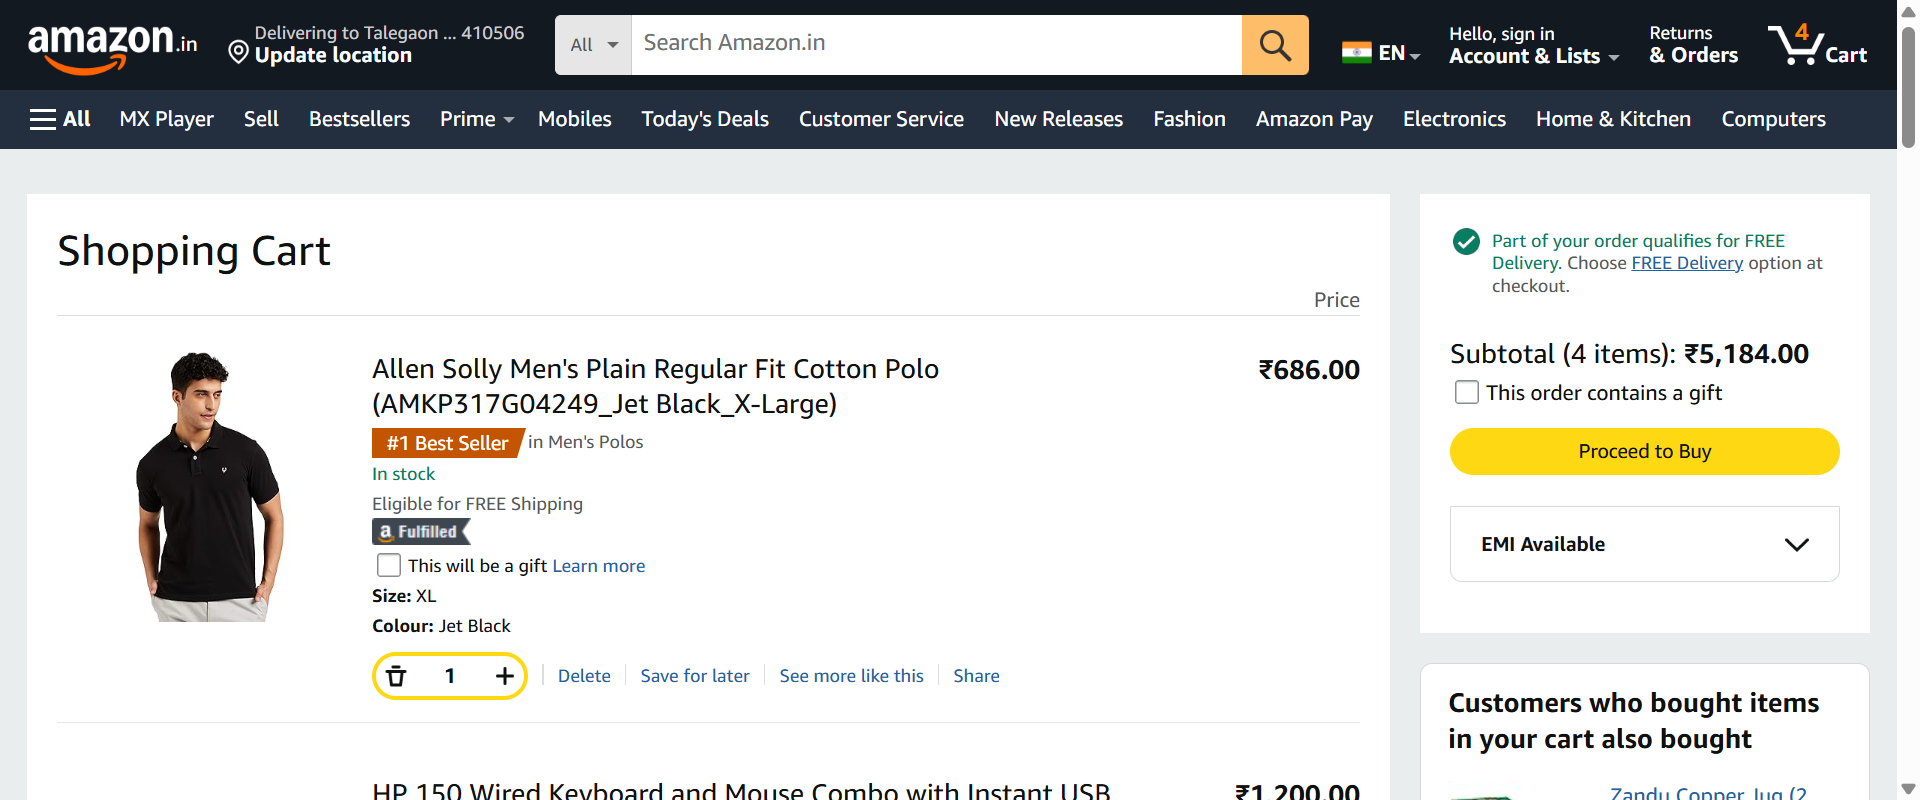 amazon.in
Delivering to Talegaon ... 410506
Update location
All
Search Amazon.in
EN
Hello, sign in
Account & Lists
Returns
& Orders
4
Cart
All
MX Player
Sell
Bestsellers
Prime
Mobiles
Today's Deals
Customer Service
New Releases
Fashion
Amazon Pay
Electronics
Home & Kitchen
Computers
Shopping Cart
Price
Allen Solly Men's Plain Regular Fit Cotton Polo
(AMKP317G04249_Jet Black_X-Large)
₹686.00
#1 Best Seller in Men's Polos
In stock
Eligible for FREE Shipping
a Fulfilled
This will be a gift Learn more
Size: XL
Colour: Jet Black
1
Delete
Save for later
See more like this
Share
HP 150 Wired Keyboard and Mouse Combo with Instant USB
₹1,200.00
Part of your order qualifies for FREE
Delivery. Choose FREE Delivery option at
checkout.
Subtotal (4 items): ₹5,184.00
This order contains a gift
Proceed to Buy
EMI Available
Customers who bought items
in your cart also bought
Zandu Copper Jug (2